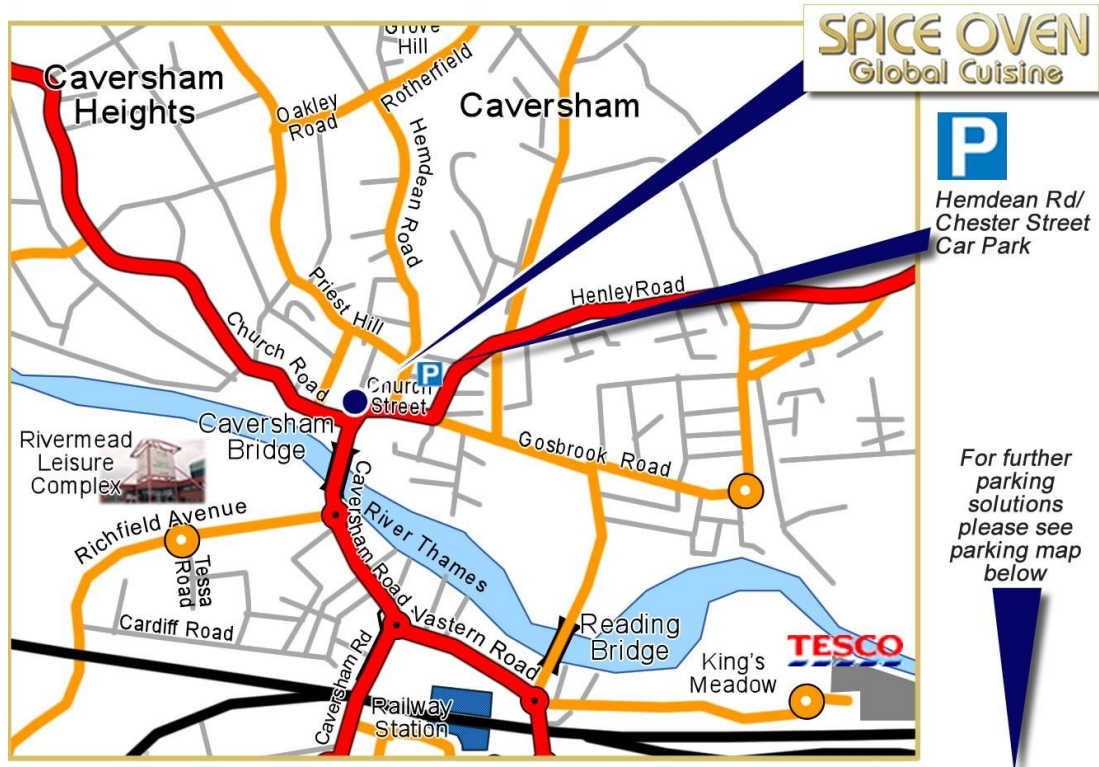 SPICE OVEN
Global Cuisine
P
Hemdean Rd/
Chester Street
Car Park
For further
parking
solutions
please see
parking map
below
Grove
Hill
Rotherfield
Caversham
Heights
Oakley
Road
Caversham
Hemdean Road
Priest Hill
Henley Road
Church Road
P
Church
Street
Caversham
Bridge
Gosbrook Road
Rivermead
Leisure
Complex
Richfield Avenue
Caversham Road
River Thames
Tessa
Road
Cardiff Road
Vastern Road
Reading
Bridge
TESCO
King's
Meadow
Caversham Rd
Railway
Station